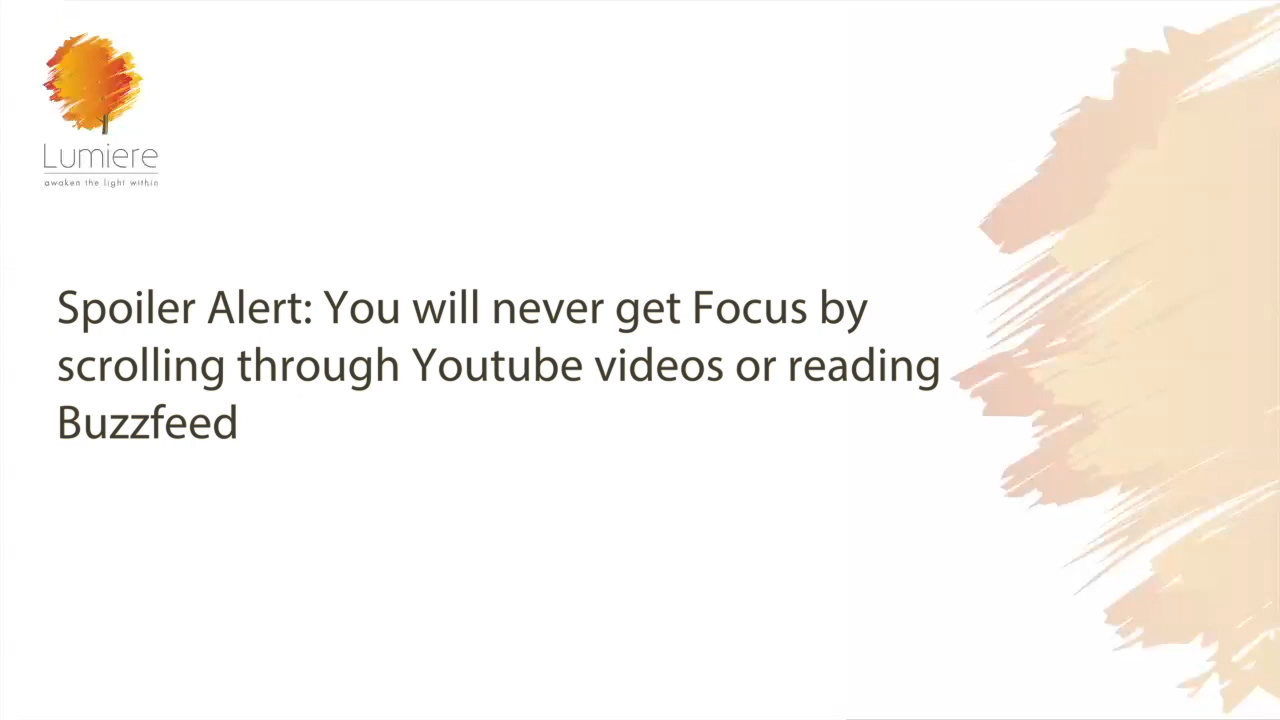 Lumiere
awaken the light within
Spoiler Alert: You will never get Focus by
scrolling through Youtube videos or reading
Buzzfeed